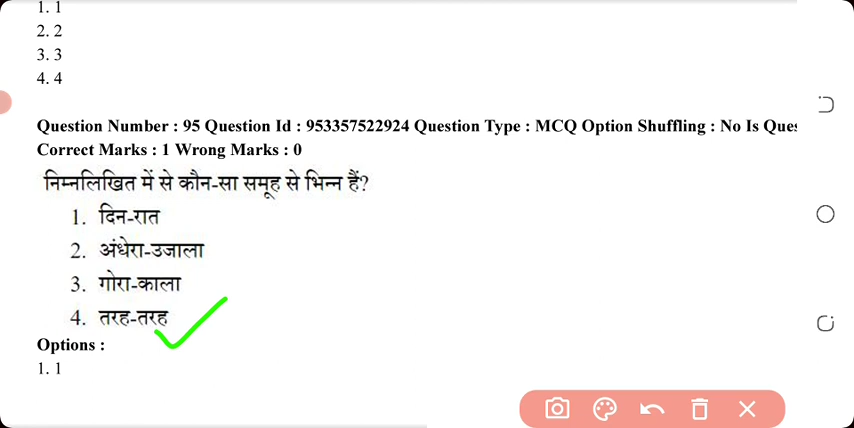 1. 1
2. 2
3. 3
4. 4
Question Number : 95 Question Id : 953357522924 Question Type : MCQ Option Shuffling : No Is Ques
Correct Marks : 1 Wrong Marks : 0
निम्नलिखित में से कौन-सा समूह से भिन्न हैं?
1. दिन-रात
2. अंधेरा-उजाला
3. गोरा-काला
4. तरह-तरह
Options :
1. 1